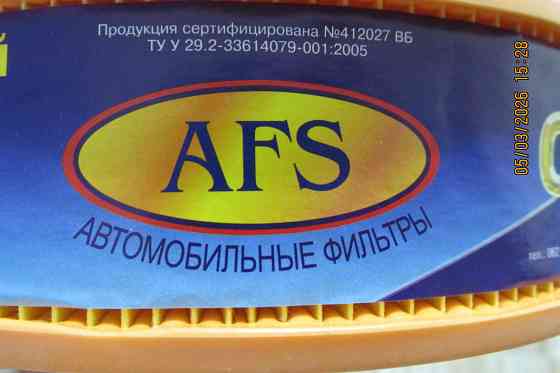 Продукция сертифицирована №412027 ВБ
ТУ У 29.2-33614079-001:2005
AFS
АВТОМОБИЛЬНЫЕ ФИЛЬТРЫ
05/03/2026 15:28